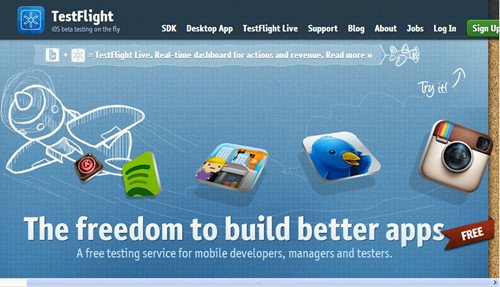 TestFlight
iOS beta testing on the fly
SDK Desktop App TestFlight Live Support Blog About Jobs Log In Sign Up
b + = TestFlight Live. Real-time dashboard for actions and revenue. Read more »
Try it!
The freedom to build better apps
FREE
A free testing service for mobile developers, managers and testers.